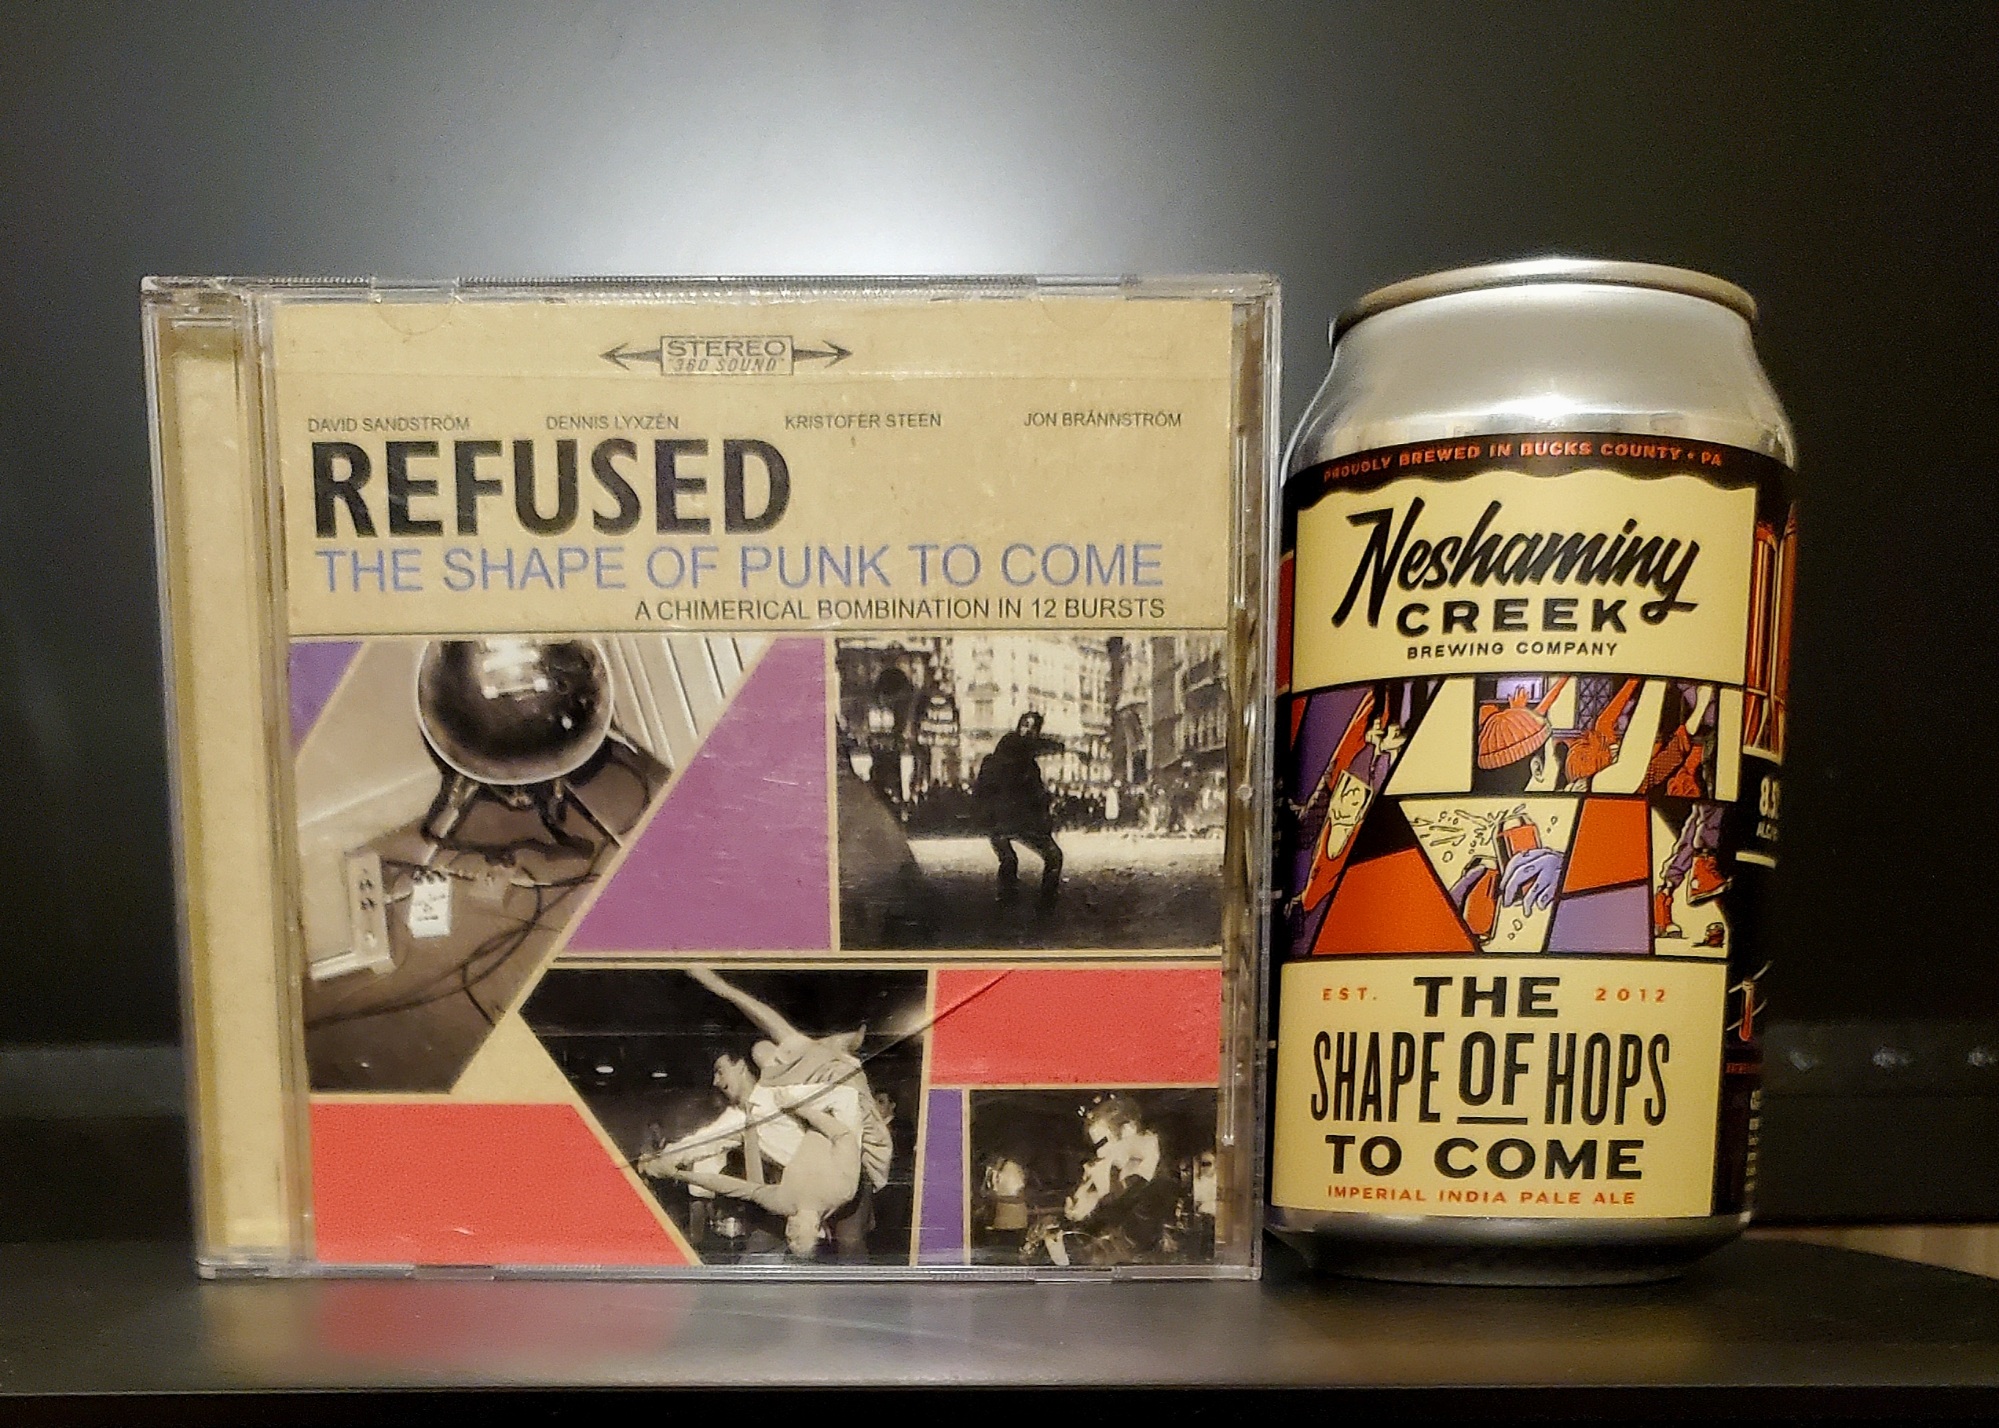 STEREO
"360 SOUND"
DAVID SANDSTRÖM DENNIS LYXZÉN KRISTOFER STEEN JON BRÄNNSTRÖM
REFUSED
THE SHAPE OF PUNK TO COME
A CHIMERICAL BOMBINATION IN 12 BURSTS
PROUDLY BREWED IN BUCKS COUNTY • PA
Neshaminy
CREEK
BREWING COMPANY
EST. THE 2012
SHAPE OF HOPS
TO COME
IMPERIAL INDIA PALE ALE